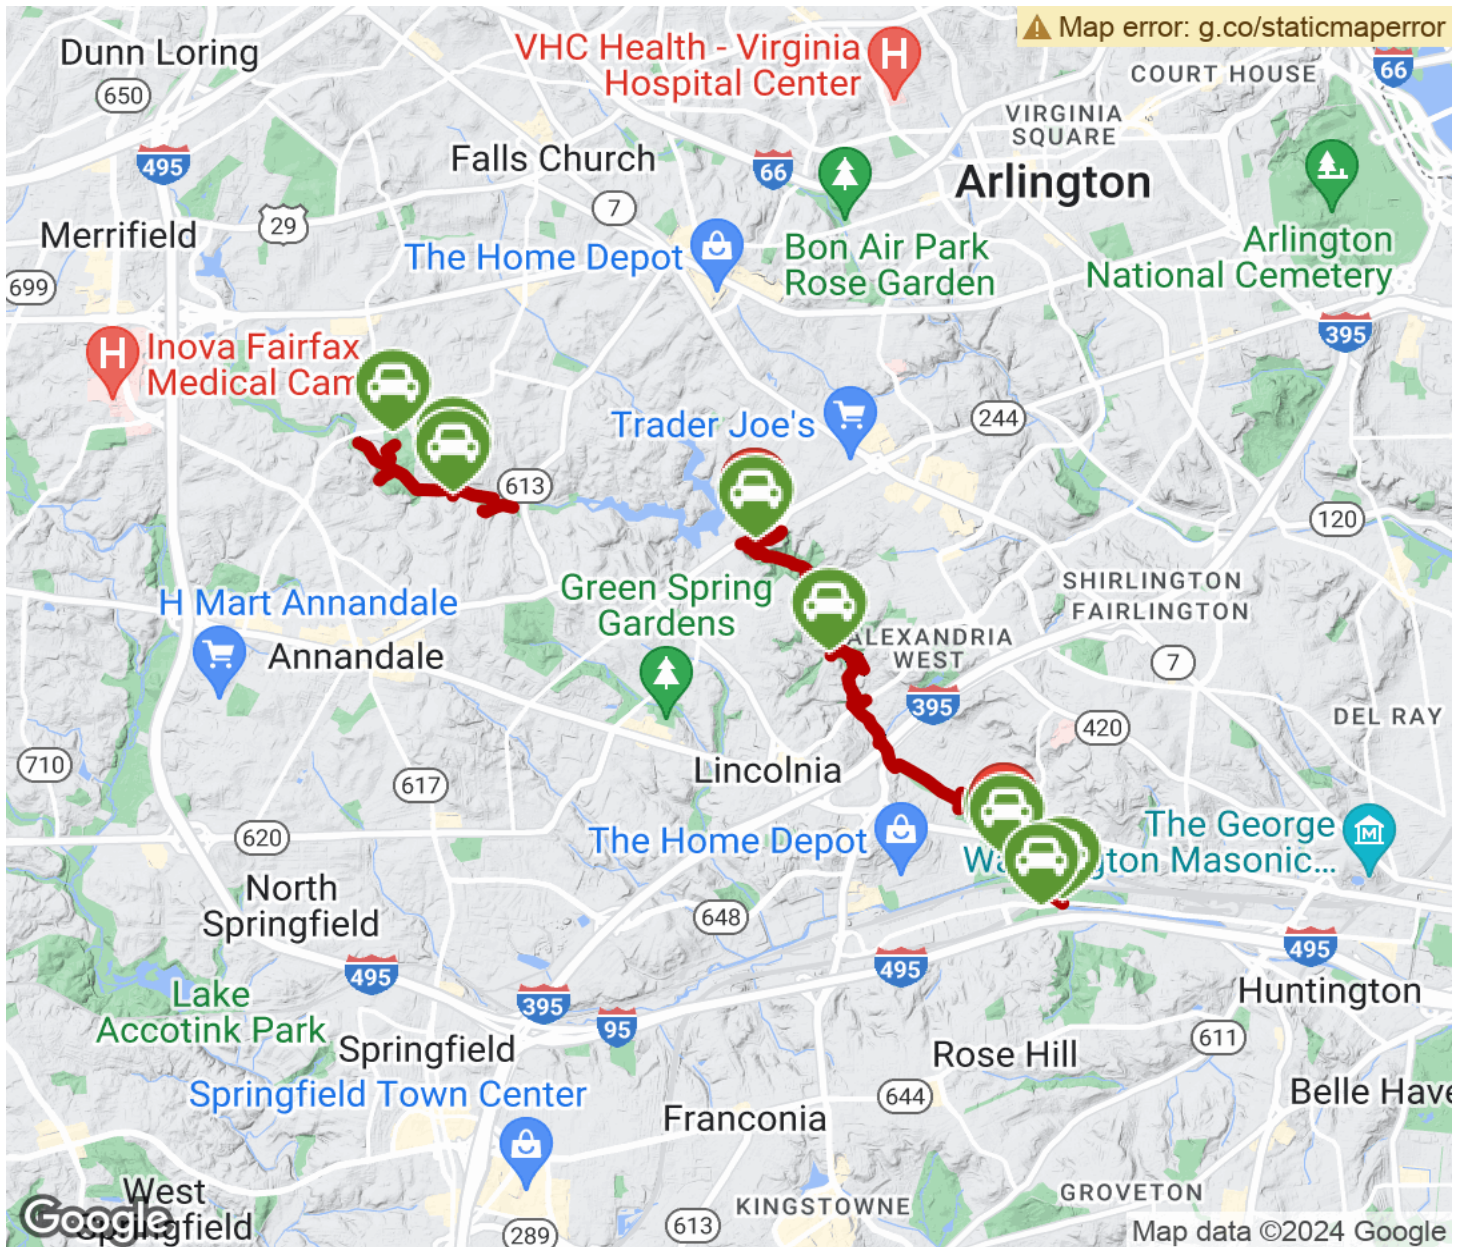 Map error: g.co/staticmaperror
Dunn Loring
VHC Health - Virginia
Hospital Center
COURT HOUSE
66
650
VIRGINIA
SQUARE
495
Falls Church
66
Arlington
7
29
Merrifield
The Home Depot
Bon Air Park
Rose Garden
Arlington
National Cemetery
699
395
Inova Fairfax
Medical Cam
244
Trader Joe's
613
120
Green Spring
Gardens
SHIRLINGTON
FAIRLINGTON
H Mart Annandale
Annandale
ALEXANDRIA
WEST
7
395
DEL RAY
420
710
Lincolnia
617
620
The Home Depot
The George
Wa
gton Masonic...
North
Springfield
648
495
495
495
395
95
Huntington
Lake
Accotink Park
Springfield
Rose Hill
611
Springfield Town Center
644
Belle Have
Franconia
West
Springfield
KINGSTOWNE
GROVETON
613
289
Google
Map data ©2024 Google